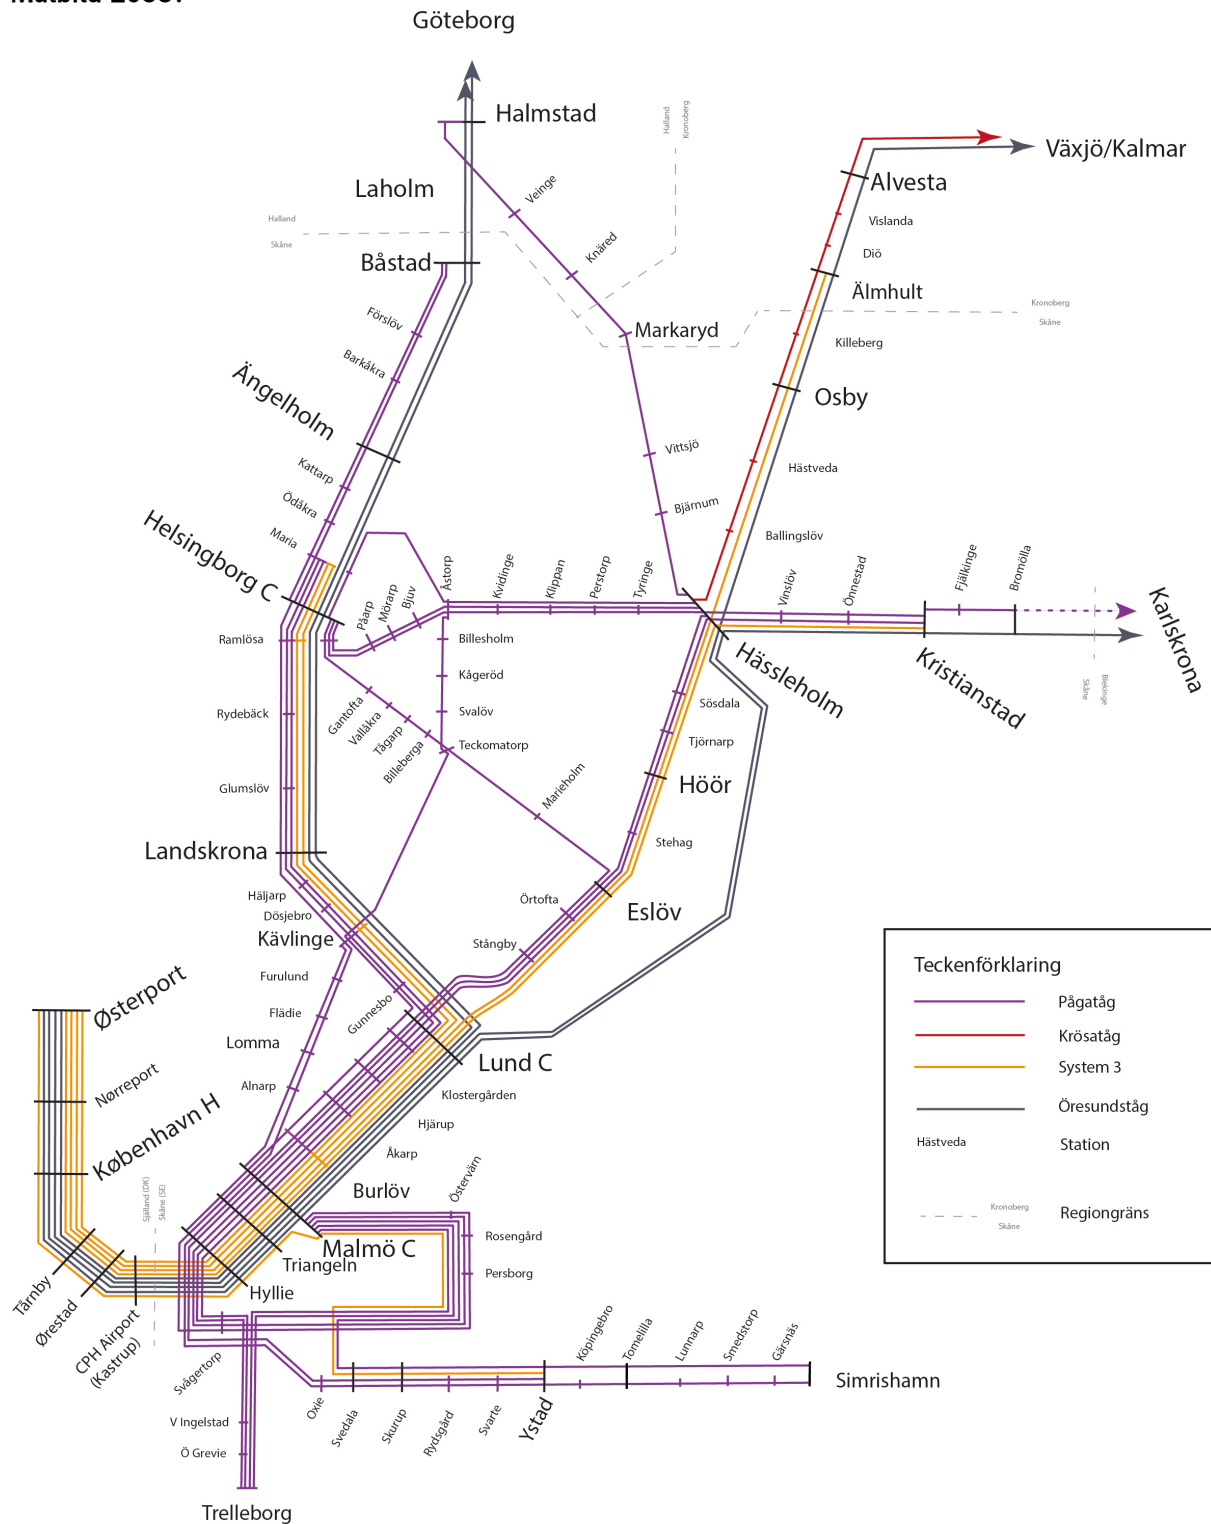 Göteborg
Halmstad
Halland
Kronoberg
Växjö/Kalmar
Alvesta
Laholm
Veinge
Vislanda
Halland
Skåne
Knäred
Diö
Båstad
Älmhult
Kronoberg
Skåne
Förslöv
Markaryd
Killeberg
Barkåkra
Osby
Ängelholm
Vittsjö
Hästveda
Kattarp
Ödåkra
Bjärnum
Maria
Ballingslöv
Helsingborg C
Påarp
Mörarp
Bjuv
Åstorp
Kvidinge
Klippan
Perstorp
Tyringe
Vinslöv
Önnestad
Fjälkinge
Bromölla
Karlskrona
Ramlösa
Billesholm
Hässleholm
Kristianstad
Skåne
Blekinge
Kågeröd
Gantofta
Vallåkra
Tågarp
Billeberga
Rydebäck
Svalöv
Sösdala
Teckomatorp
Tjörnarp
Glumslöv
Marieholm
Höör
Landskrona
Stehag
Häljarp
Dösjebro
Örtofta
Eslöv
Kävlinge
Stångby
Furulund
Gunnesbo
Østerport
Flädie
Lomma
Lund C
Nørreport
Alnarp
Klostergården
København H
Hjärup
Åkarp
Själland (DK)
Skåne (SE)
Burlöv
Östervärn
Malmö C
Rosengård
Triangeln
Persborg
Tårnby
Hyllie
Ørestad
CPH Airport
(Kastrup)
Svågertorp
Köpingebro
Tomelilla
Lunnarp
Smedstorp
Gärsnäs
Simrishamn
Oxie
Svedala
Skurup
Rydsgård
Svarte
Ystad
V Ingelstad
Ö Grevie
Trelleborg
Teckenförklaring
Pågatåg
Krösatåg
System 3
Öresundståg
Hästveda
Station
Kronoberg
Skåne
Regiongräns